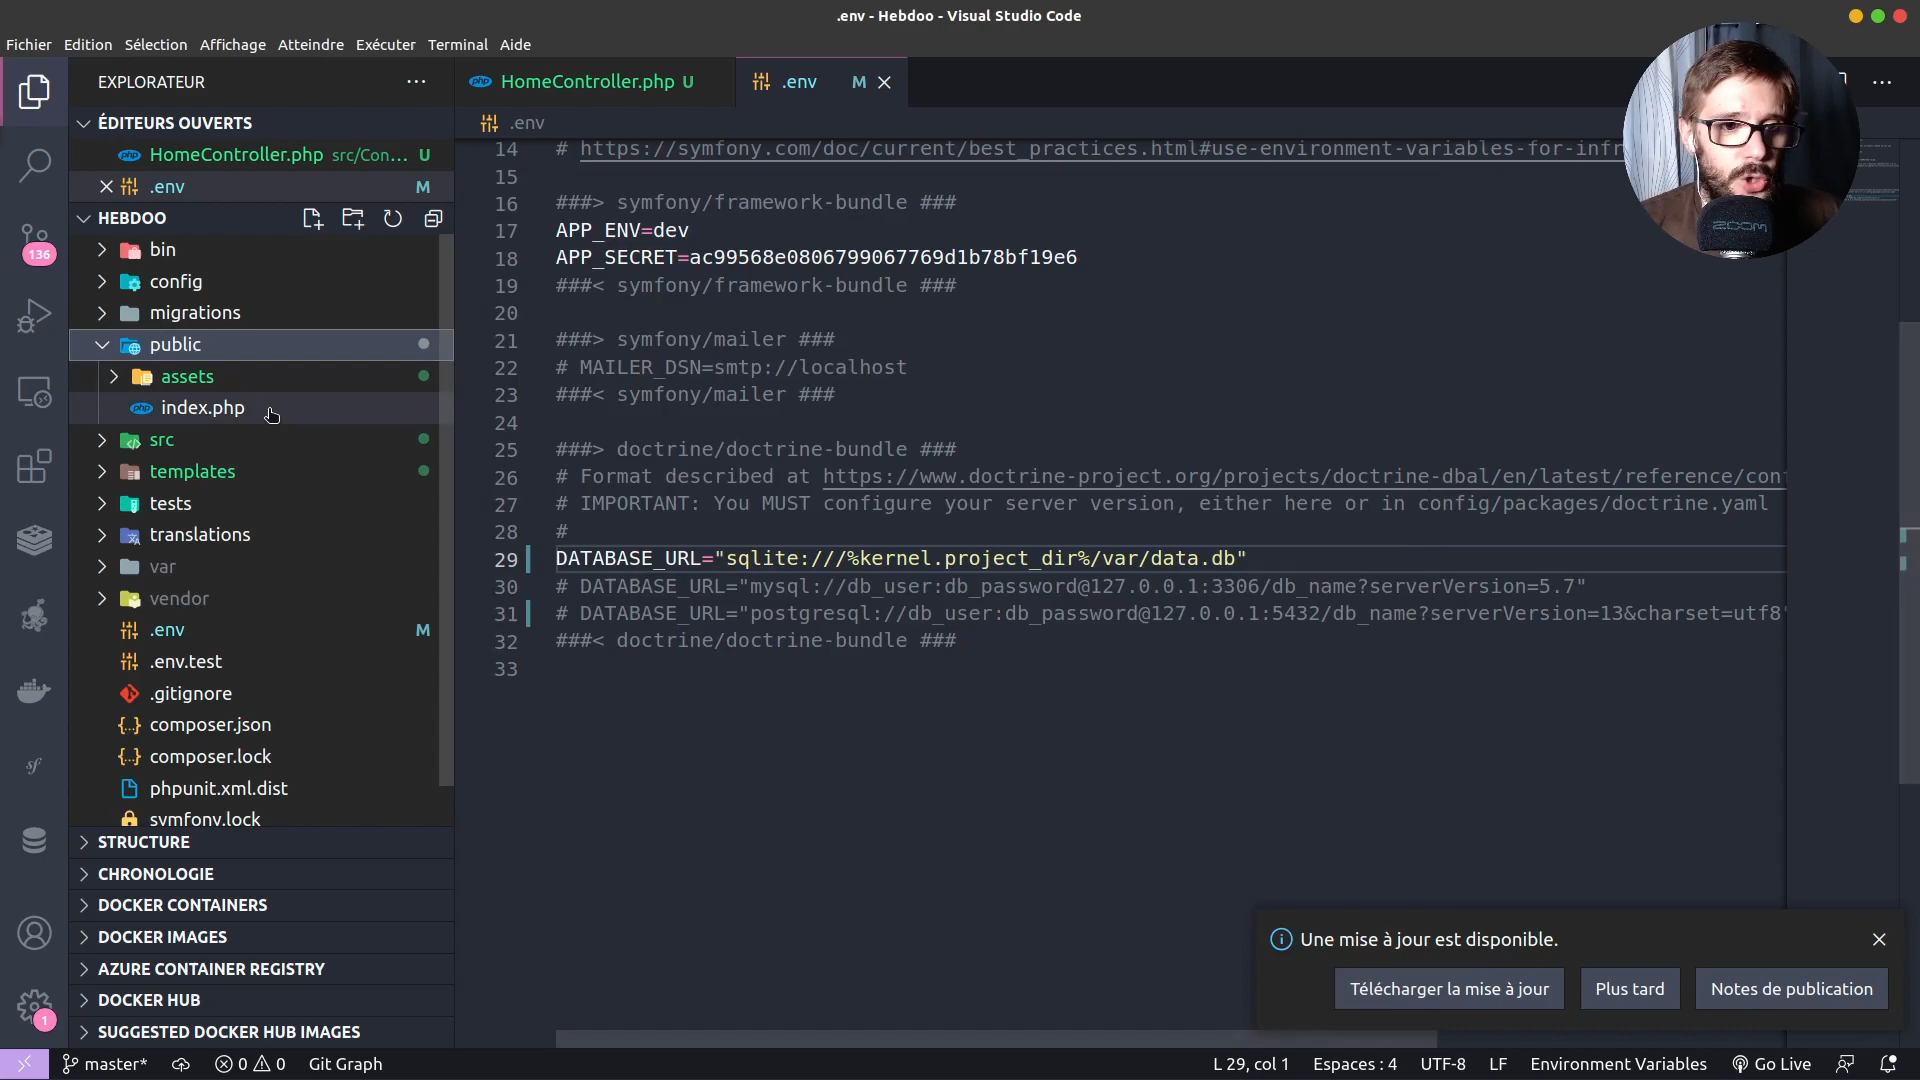 .env - Hebdoo - Visual Studio Code
Fichier Edition Sélection Affichage Atteindre Exécuter Terminal Aide
EXPLORATEUR
ÉDITEURS OUVERTS
php HomeController.php src/Con... U
.env M
HEBDOO
bin
config
migrations
public
assets
php index.php
src
templates
tests
translations
var
vendor
.env M
.env.test
.gitignore
{..} composer.json
{..} composer.lock
phpunit.xml.dist
symfony.lock
STRUCTURE
CHRONOLOGIE
DOCKER CONTAINERS
DOCKER IMAGES
AZURE CONTAINER REGISTRY
DOCKER HUB
SUGGESTED DOCKER HUB IMAGES
136
sf
1
php HomeController.php U
.env M
.env
14 # https://symfony.com/doc/current/best_practices.html#use-environment-variables-for-infr
15
16 ###> symfony/framework-bundle ###
17 APP_ENV=dev
18 APP_SECRET=ac99568e0806799067769d1b78bf19e6
19 ###< symfony/framework-bundle ###
20
21 ###> symfony/mailer ###
22 # MAILER_DSN=smtp://localhost
23 ###< symfony/mailer ###
24
25 ###> doctrine/doctrine-bundle ###
26 # Format described at https://www.doctrine-project.org/projects/doctrine-dbal/en/latest/reference/con
27 # IMPORTANT: You MUST configure your server version, either here or in config/packages/doctrine.yaml
28 #
29 DATABASE_URL="sqlite:///%kernel.project_dir%/var/data.db"
30 # DATABASE_URL="mysql://db_user:db_password@127.0.0.1:3306/db_name?serverVersion=5.7"
31 # DATABASE_URL="postgresql://db_user:db_password@127.0.0.1:5432/db_name?serverVersion=13&charset=utf8"
32 ###< doctrine/doctrine-bundle ###
33
zoom
Une mise à jour est disponible.
Télécharger la mise à jour
Plus tard
Notes de publication
master* 0 0 Git Graph
L 29, col 1 Espaces : 4 UTF-8 LF Environment Variables Go Live